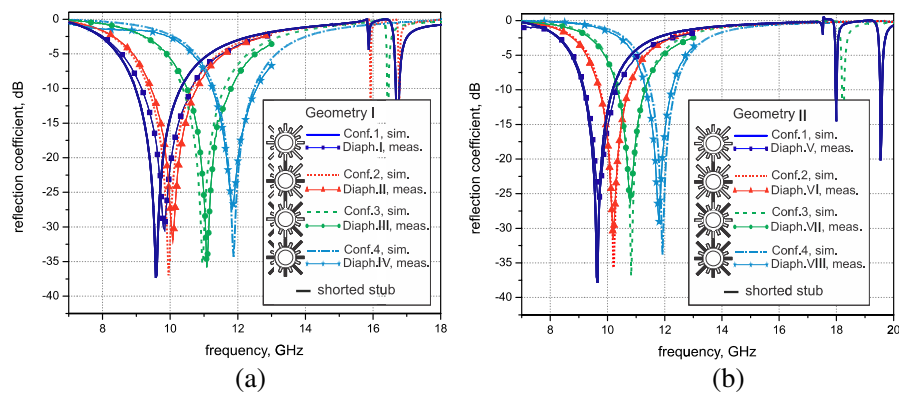 0
-5
-10
-15
-20
-25
-30
-35
-40
reflection coefficient, dB
8 10 12 14 16 18
frequency, GHz
Geometry I
Conf.1, sim.
Diaph.I, meas.
Conf.2, sim.
Diaph.II, meas.
Conf.3, sim.
Diaph.III, meas.
Conf.4, sim.
Diaph.IV, meas.
shorted stub
(a)
0
-5
-10
-15
-20
-25
-30
-35
-40
reflection coefficient, dB
8 10 12 14 16 18 20
frequency, GHz
Geometry II
Conf.1, sim.
Diaph.V, meas.
Conf.2, sim.
Diaph.VI, meas.
Conf.3, sim.
Diaph.VII, meas.
Conf.4, sim.
Diaph.VIII, meas.
shorted stub
(b)